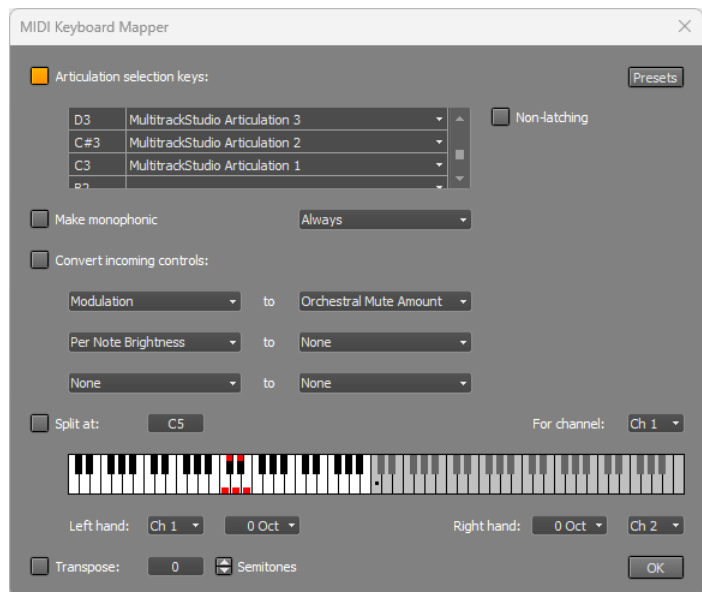 MIDI Keyboard Mapper
Articulation selection keys: Presets
D3 MultitrackStudio Articulation 3
C#3 MultitrackStudio Articulation 2
C3 MultitrackStudio Articulation 1
Non-latching
Make monophonic Always
Convert incoming controls:
Modulation to Orchestral Mute Amount
Per Note Brightness to None
None to None
Split at: C5 For channel: Ch 1
Left hand: Ch 1 0 Oct Right hand: 0 Oct Ch 2
Transpose: 0 Semitones OK